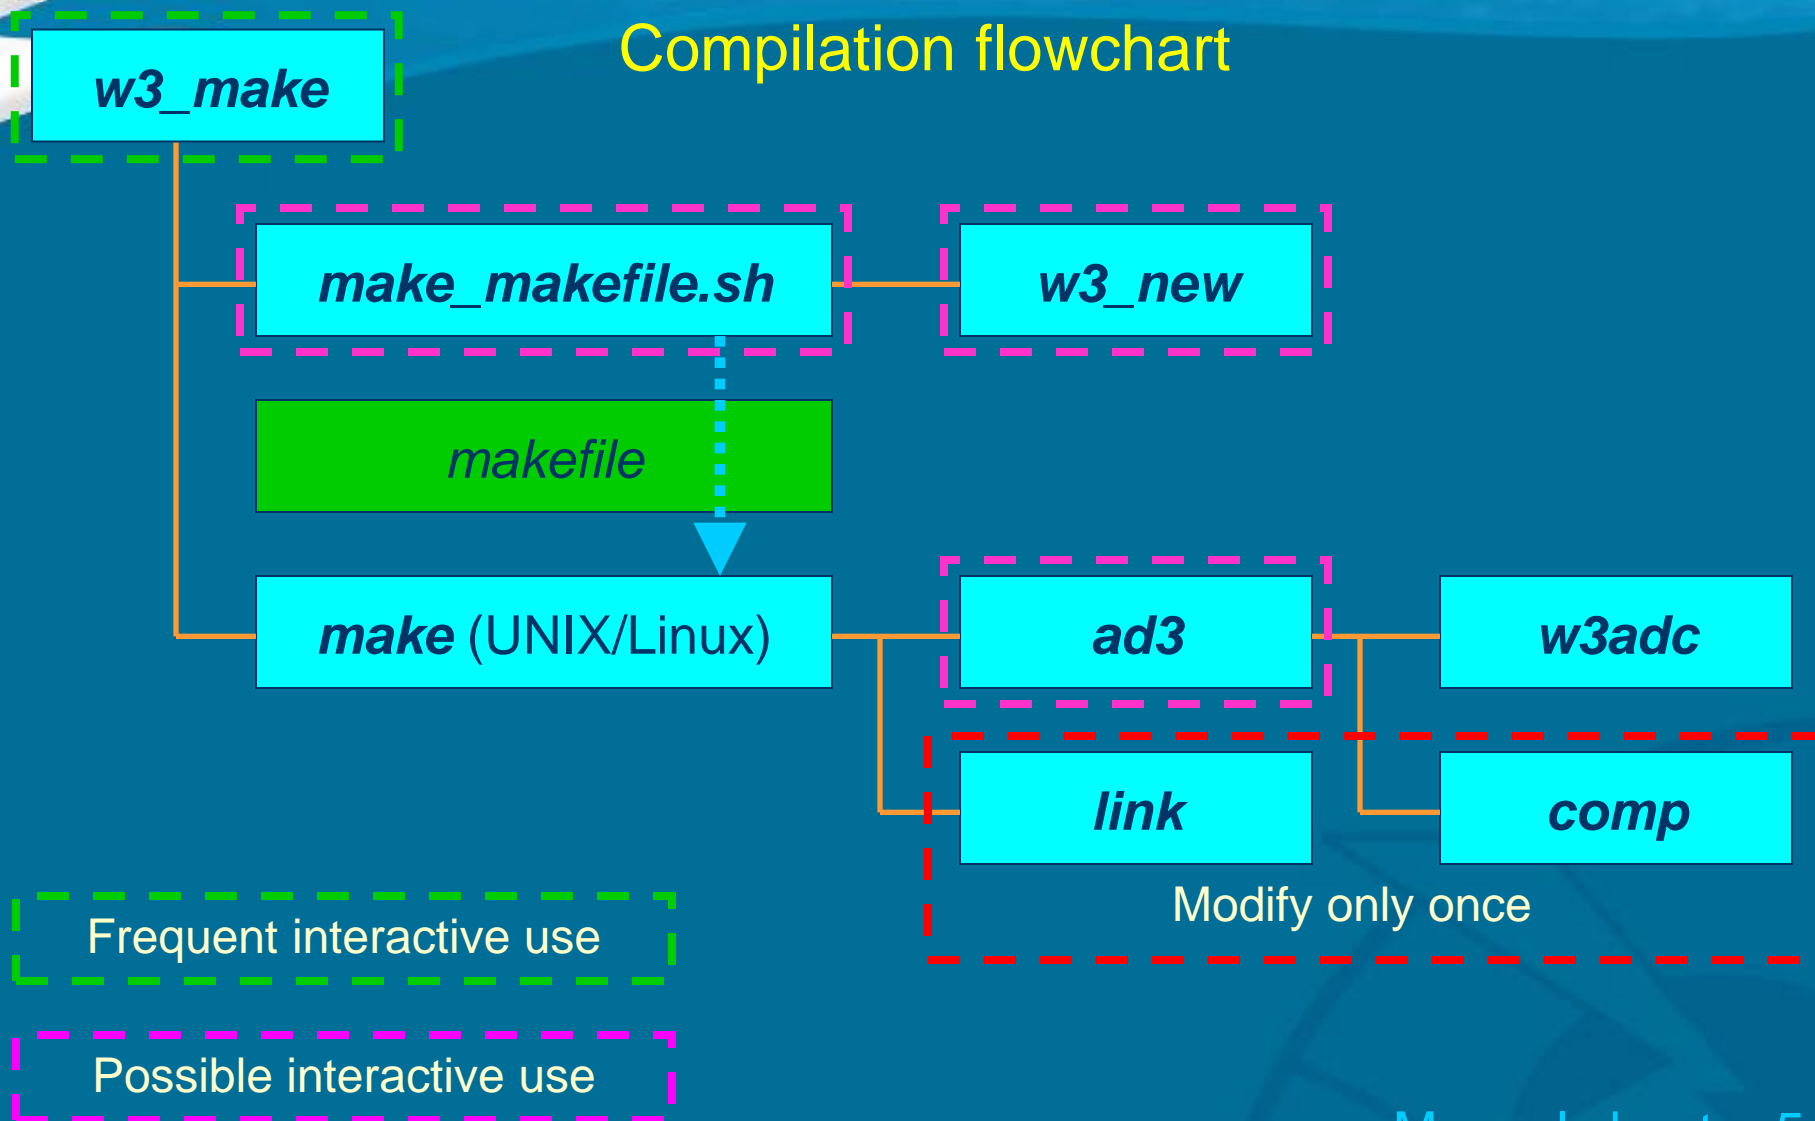 Compilation flowchart
w3_make
make_makefile.sh
w3_new
makefile
make (UNIX/Linux)
ad3
w3adc
link
comp
Modify only once
Frequent interactive use
Possible interactive use